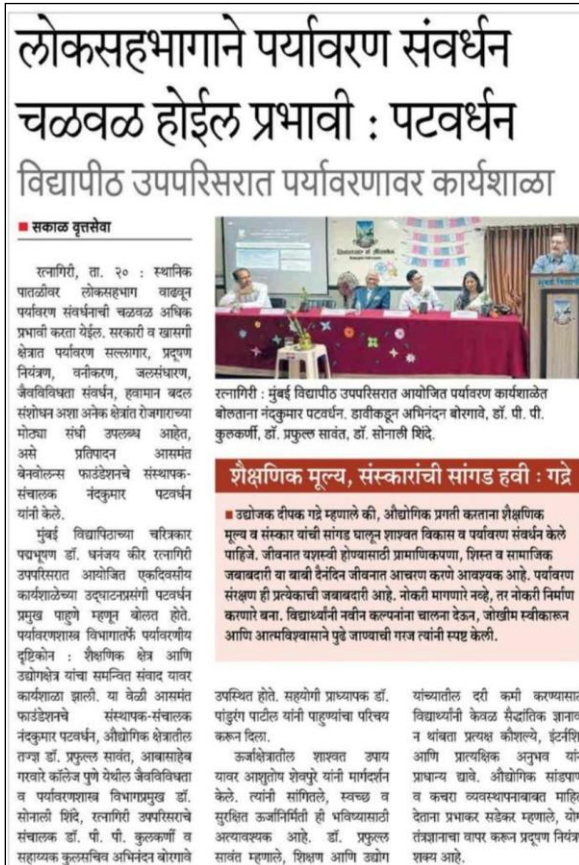 लोकसहभागाने पर्यावरण संवर्धन
चळवळ होईल प्रभावी : पटवर्धन
विद्यापीठ उपपरिसरात पर्यावरणावर कार्यशाळा
सकाळ वृत्तसेवा
रत्नागिरी, ता. २० : स्थानिक
पातळीवर लोकसहभाग वाढवून
पर्यावरण संवर्धनाची चळवळ अधिक
प्रभावी करता येईल. सरकारी व खासगी
क्षेत्रात पर्यावरण सल्लागार, प्रदूषण
नियंत्रण, वनीकरण, जलसंधारण,
जैवविविधता संवर्धन, हवामान बदल
संशोधन अशा अनेक क्षेत्रांत रोजगाराच्या
मोठ्या संधी उपलब्ध आहेत,
असे प्रतिपादन आसमंत
बेनवोलन्स फाउंडेशनचे संस्थापक-
संचालक नंदकुमार पटवर्धन
यांनी केले.
मुंबई विद्यापिठाच्या चरित्रकार
पद्मभूषण डॉ. धनंजय कीर रत्नागिरी
उपपरिसरात आयोजित एकदिवसीय
कार्यशाळेच्या उद्‌घाटनप्रसंगी पटवर्धन
प्रमुख पाहुणे म्हणून बोलत होते.
पर्यावरणशास्त्र विभागातर्फे पर्यावरणीय
दृष्टिकोन : शैक्षणिक क्षेत्र आणि
उद्योगक्षेत्र यांचा समन्वित संवाद यावर
कार्यशाळा झाली. या वेळी आसमंत
फाउंडेशनचे संस्थापक-संचालक
नंदकुमार पटवर्धन, औद्योगिक क्षेत्रातील
तज्ज्ञ डॉ. प्रफुल्ल सावंत, आबासाहेब
गरवारे कॉलेज पुणे येथील जैवविविधता
व पर्यावरणशास्त्र विभागप्रमुख डॉ.
सोनाली शिंदे, रत्नागिरी उपपरिसराचे
संचालक डॉ. पी. पी. कुलकर्णी व
सहाय्यक कुलसचिव अभिनंदन बोरगावे
University of Mumbai
रत्नागिरी : मुंबई विद्यापीठ उपपरिसरात आयोजित पर्यावरण कार्यशाळेत
बोलताना नंदकुमार पटवर्धन. डावीकडून अभिनंदन बोरगावे, डॉ. पी. पी.
कुलकर्णी, डॉ. प्रफुल्ल सावंत, डॉ. सोनाली शिंदे.
शैक्षणिक मूल्य, संस्कारांची सांगड हवी : गद्रे
उद्योजक दीपक गद्रे म्हणाले की, औद्योगिक प्रगती करताना शैक्षणिक
मूल्य व संस्कार यांची सांगड घालून शाश्वत विकास व पर्यावरण संवर्धन केले
पाहिजे. जीवनात यशस्वी होण्यासाठी प्रामाणिकपणा, शिस्त व सामाजिक
जबाबदारी या बाबी दैनंदिन जीवनात आचरण करणे आवश्यक आहे. पर्यावरण
संरक्षण ही प्रत्येकाची जबाबदारी आहे. नोकरी मागणारे नव्हे, तर नोकरी निर्माण
करणारे बना. विद्यार्थ्यांनी नवीन कल्पनांना चालना देऊन, जोखीम स्वीकारून
आणि आत्मविश्वासाने पुढे जाण्याची गरज त्यांनी स्पष्ट केली.
उपस्थित होते. सहयोगी प्राध्यापक डॉ.
पांडुरंग पाटील यांनी पाहुण्यांचा परिचय
करून दिला.
ऊर्जाक्षेत्रातील शाश्वत उपाय
यावर आशुतोष शेवपुरे यांनी मार्गदर्शन
केले. त्यांनी सांगितले, स्वच्छ व
सुरक्षित ऊर्जानिर्मिती ही भविष्यासाठी
अत्यावश्यक आहे. डॉ. प्रफुल्ल
सावंत म्हणाले, शिक्षण आणि उद्योग
यांच्यातील दरी कमी करण्यासा
विद्यार्थ्यांनी केवळ सैद्धांतिक ज्ञानाव
न थांबता प्रत्यक्ष कौशल्ये, इंटर्नशि
आणि प्रात्यक्षिक अनुभव यांन
प्राधान्य द्यावे. औद्योगिक सांडपाण
व कचरा व्यवस्थापनाबाबत माहित
देताना प्रभाकर सडेकर म्हणाले, योग
तंत्रज्ञानाचा वापर करून प्रदूषण नियंत्र
शक्य आहे.